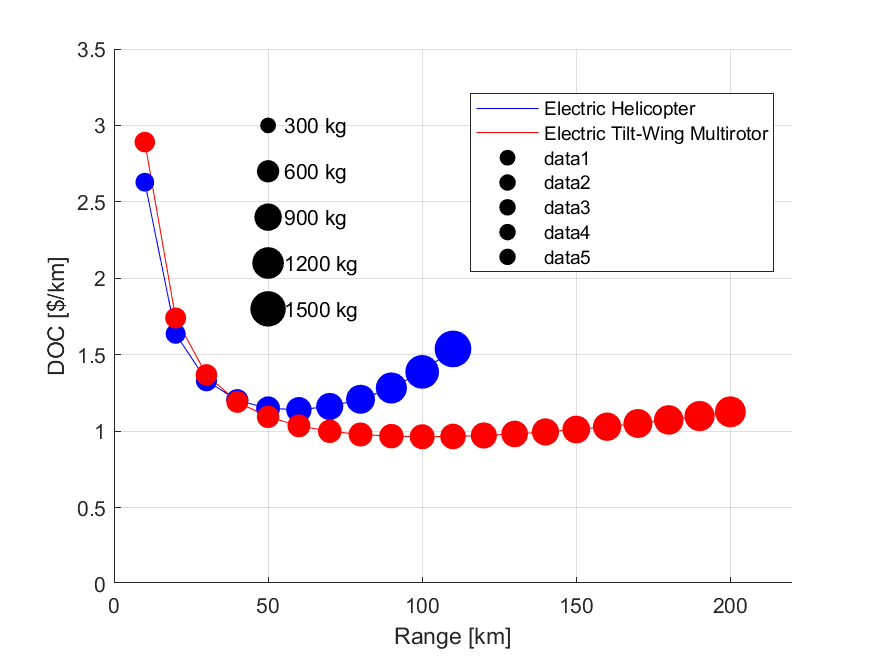 3.5
3
2.5
2
1.5
1
0.5
0
DOC [$/km]
300 kg
600 kg
900 kg
1200 kg
1500 kg
Electric Helicopter
Electric Tilt-Wing Multirotor
data1
data2
data3
data4
data5
0 50 100 150 200
Range [km]